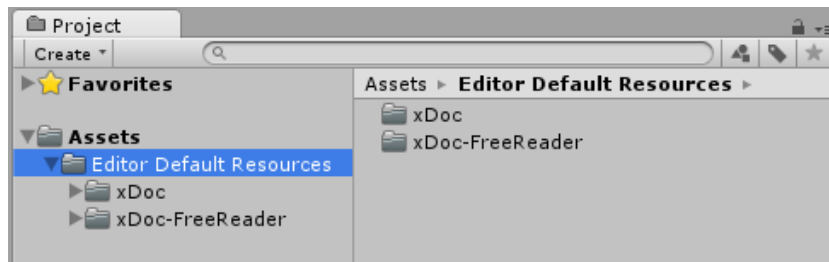 Project
Create
Favorites
Assets
Editor Default Resources
xDoc
xDoc-FreeReader
Assets ▸ Editor Default Resources ▸
xDoc
xDoc-FreeReader